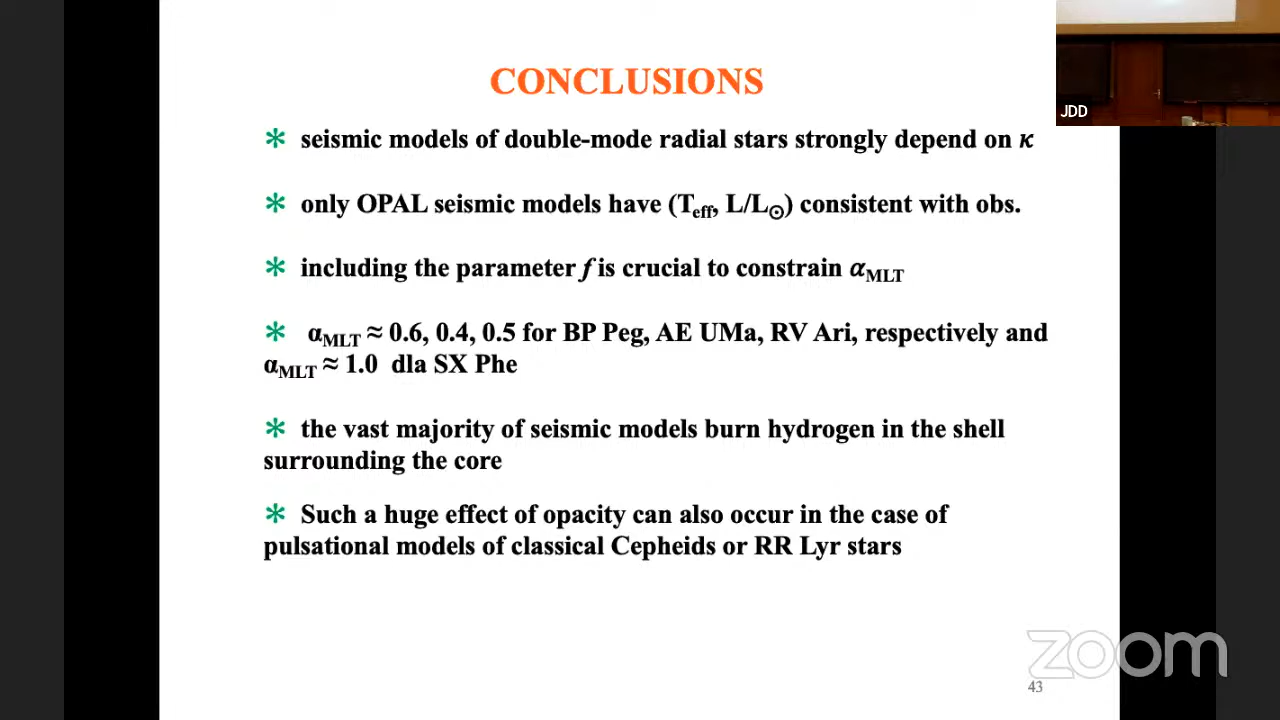 CONCLUSIONS
JDD
* seismic models of double-mode radial stars strongly depend on κ
* only OPAL seismic models have (Teff, L/L⊙) consistent with obs.
* including the parameter f is crucial to constrain αMLT
* αMLT ≈ 0.6, 0.4, 0.5 for BP Peg, AE UMa, RV Ari, respectively and
αMLT ≈ 1.0 dla SX Phe
* the vast majority of seismic models burn hydrogen in the shell
surrounding the core
* Such a huge effect of opacity can also occur in the case of
pulsational models of classical Cepheids or RR Lyr stars
zoom
43